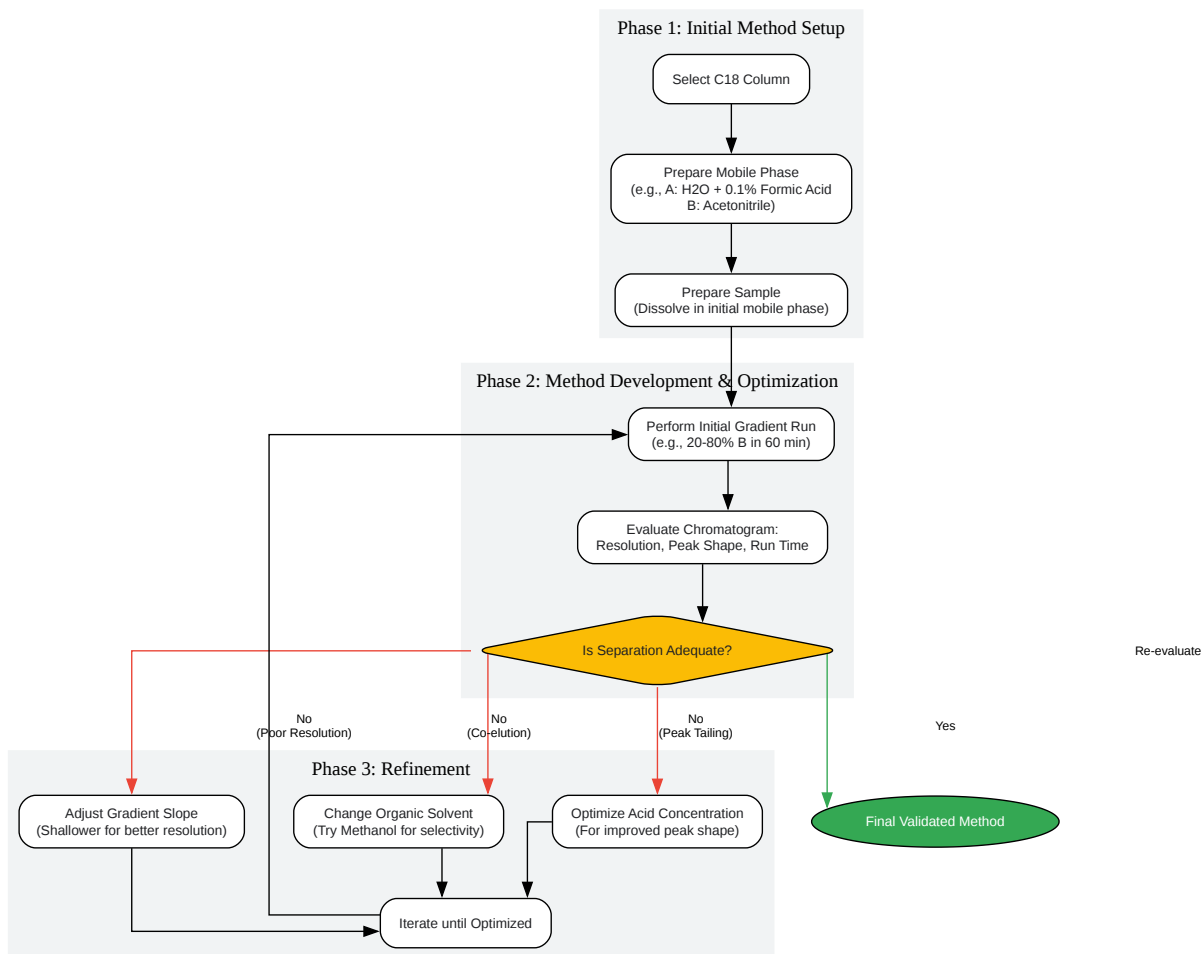 Phase 1: Initial Method Setup
Select C18 Column
Prepare Mobile Phase
(e.g., A: H2O + 0.1% Formic Acid
B: Acetonitrile)
Prepare Sample
(Dissolve in initial mobile phase)
Phase 2: Method Development & Optimization
Perform Initial Gradient Run
(e.g., 20-80% B in 60 min)
Evaluate Chromatogram:
Resolution, Peak Shape, Run Time
Is Separation Adequate?
Re-evaluate
No
(Poor Resolution)
No
(Co-elution)
No
(Peak Tailing)
Yes
Phase 3: Refinement
Adjust Gradient Slope
(Shallower for better resolution)
Change Organic Solvent
(Try Methanol for selectivity)
Optimize Acid Concentration
(For improved peak shape)
Final Validated Method
Iterate until Optimized